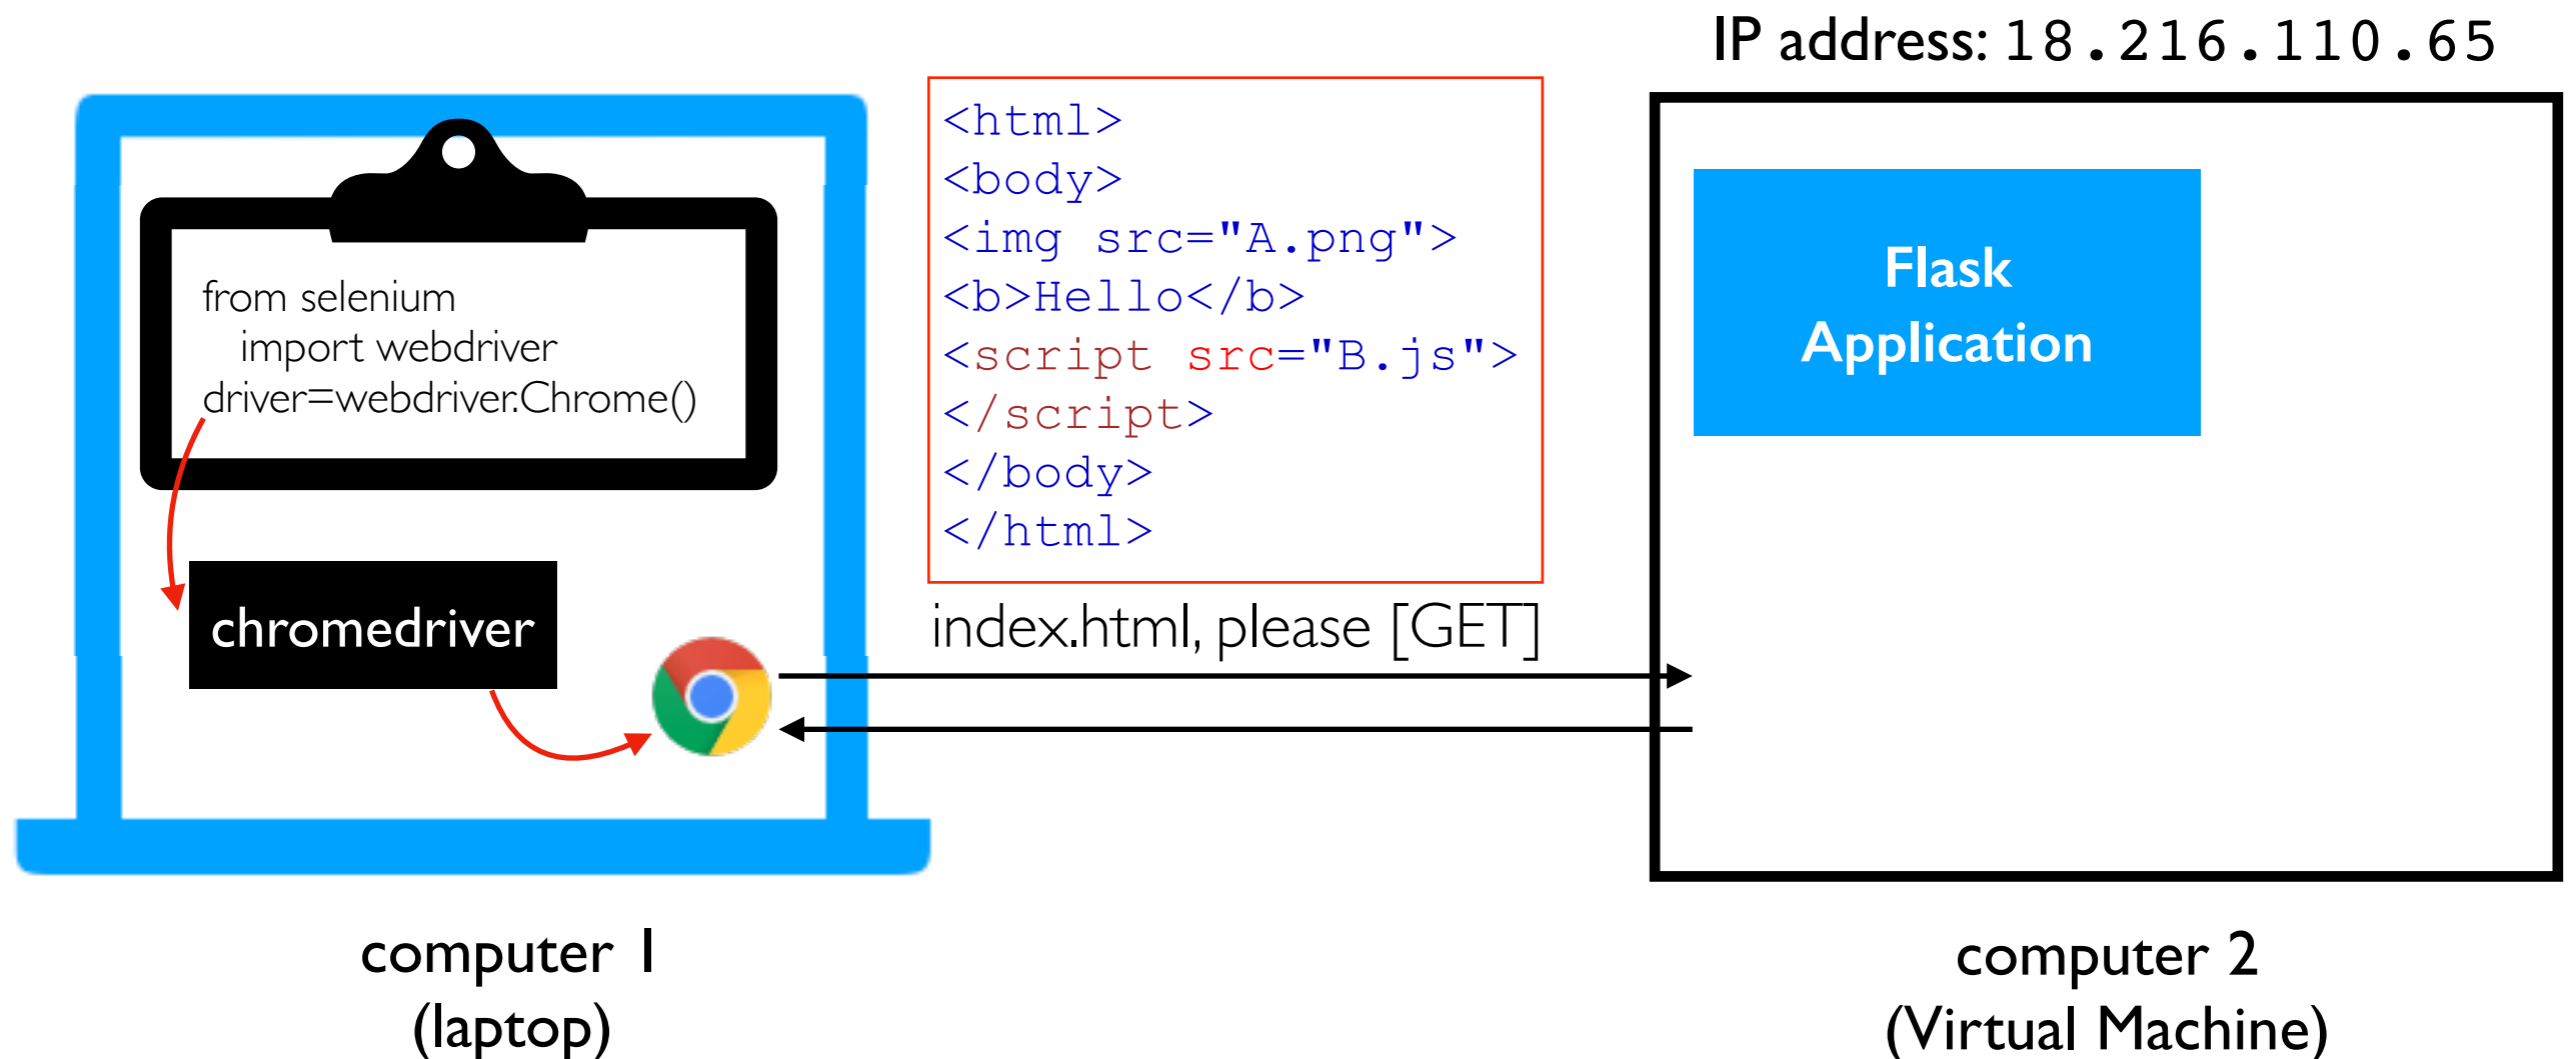 IP address: 18.216.110.65
from selenium
import webdriver
driver=webdriver.Chrome()
chromedriver
<html>
<body>
<img src="A.png">
<b>Hello</b>
<script src="B.js">
</script>
</body>
</html>
index.html, please [GET]
Flask
Application
computer 1
(laptop)
computer 2
(Virtual Machine)